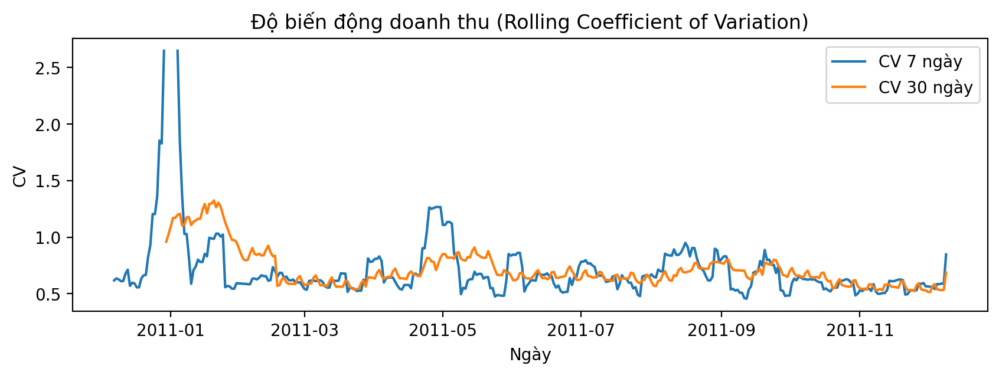 Độ biến động doanh thu (Rolling Coefficient of Variation)
CV 7 ngày
CV 30 ngày
CV
2.5
2.0
1.5
1.0
0.5
2011-01
2011-03
2011-05
2011-07
2011-09
2011-11
Ngày